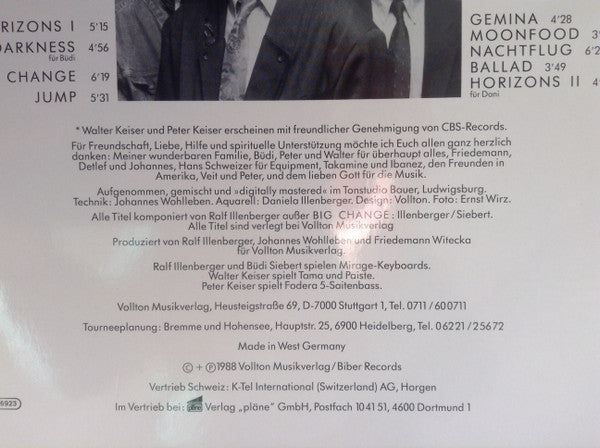 RIZONS I 5'15
DARKNESS 4'56
für Büdi
CHANGE 6'19
JUMP 5'31
GEMINA 4'28
MOONFOOD
NACHTFLUG
BALLAD 3'49
HORIZONS II
für Dani
* Walter Keiser und Peter Keiser erscheinen mit freundlicher Genehmigung von CBS-Records.
Für Freundschaft, Liebe, Hilfe und spirituelle Unterstützung möchte ich Euch allen ganz herzlich
danken: Meiner wunderbaren Familie, Büdi, Peter und Walter für überhaupt alles, Friedemann,
Detlef und Johannes, Hans Schweizer für Equipment, Takamine und Ibanez, den Freunden in
Amerika, Veit und Peter, und dem lieben Gott für die Musik.
Aufgenommen, gemischt und »digitally mastered« im Tonstudio Bauer, Ludwigsburg.
Technik: Johannes Wohlleben. Aquarell: Daniela Illenberger. Design: Vollton. Foto: Ernst Wirz.
Alle Titel komponiert von Ralf Illenberger außer BIG CHANGE: Illenberger/Siebert.
Alle Titel sind verlegt bei Vollton Musikverlag
Produziert von Ralf Illenberger, Johannes Wohlleben und Friedemann Witecka
für Vollton Musikverlag.
Ralf Illenberger und Büdi Siebert spielen Mirage-Keyboards.
Walter Keiser spielt Tama und Paiste.
Peter Keiser spielt Fodera 5-Saitenbass.
Vollton Musikverlag, Heusteigstraße 69, D-7000 Stuttgart 1, Tel. 0711/600711
Tourneeplanung: Bremme und Hohensee, Hauptstr. 25, 6900 Heidelberg, Tel. 06221/25672
Made in West Germany
© + ℗ 1988 Vollton Musikverlag/Biber Records
Vertrieb Schweiz: K-Tel International (Switzerland) AG, Horgen
6923
Im Vertrieb bei: pläne Verlag „pläne" GmbH, Postfach 10 41 51, 4600 Dortmund 1